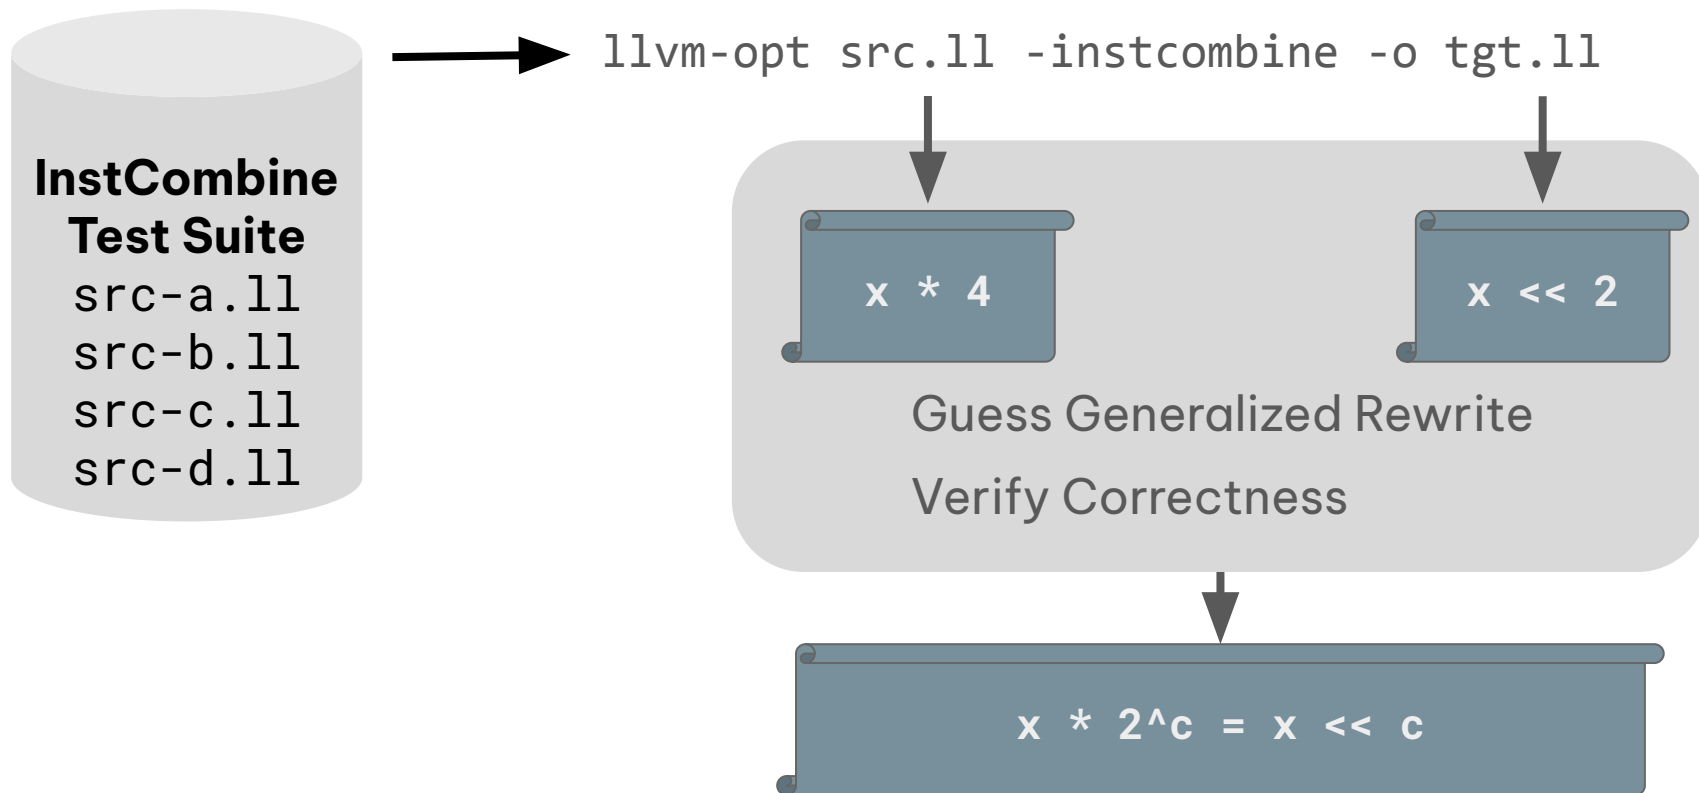 llvm-opt src.ll -instcombine -o tgt.ll
InstCombine
Test Suite
src-a.ll
src-b.ll
src-c.ll
src-d.ll
x * 4
x << 2
Guess Generalized Rewrite
Verify Correctness
x * 2^c = x << c